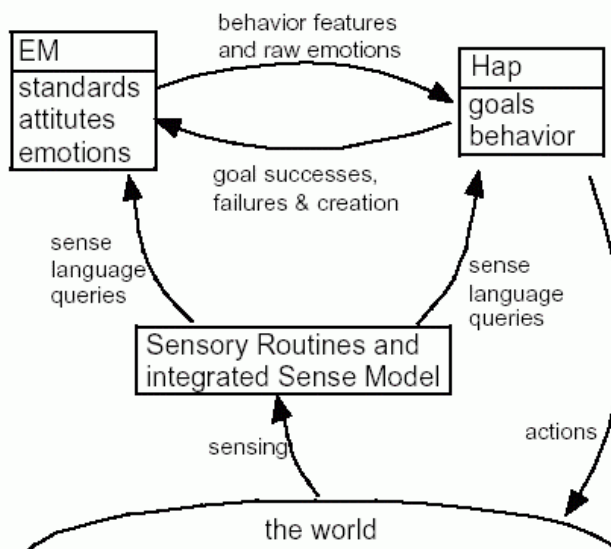 behavior features
and raw emotions
EM
standards
attitutes
emotions
Hap
goals
behavior
goal successes,
failures & creation
sense
language
queries
sense
language
queries
Sensory Routines and
integrated Sense Model
sensing
actions
the world